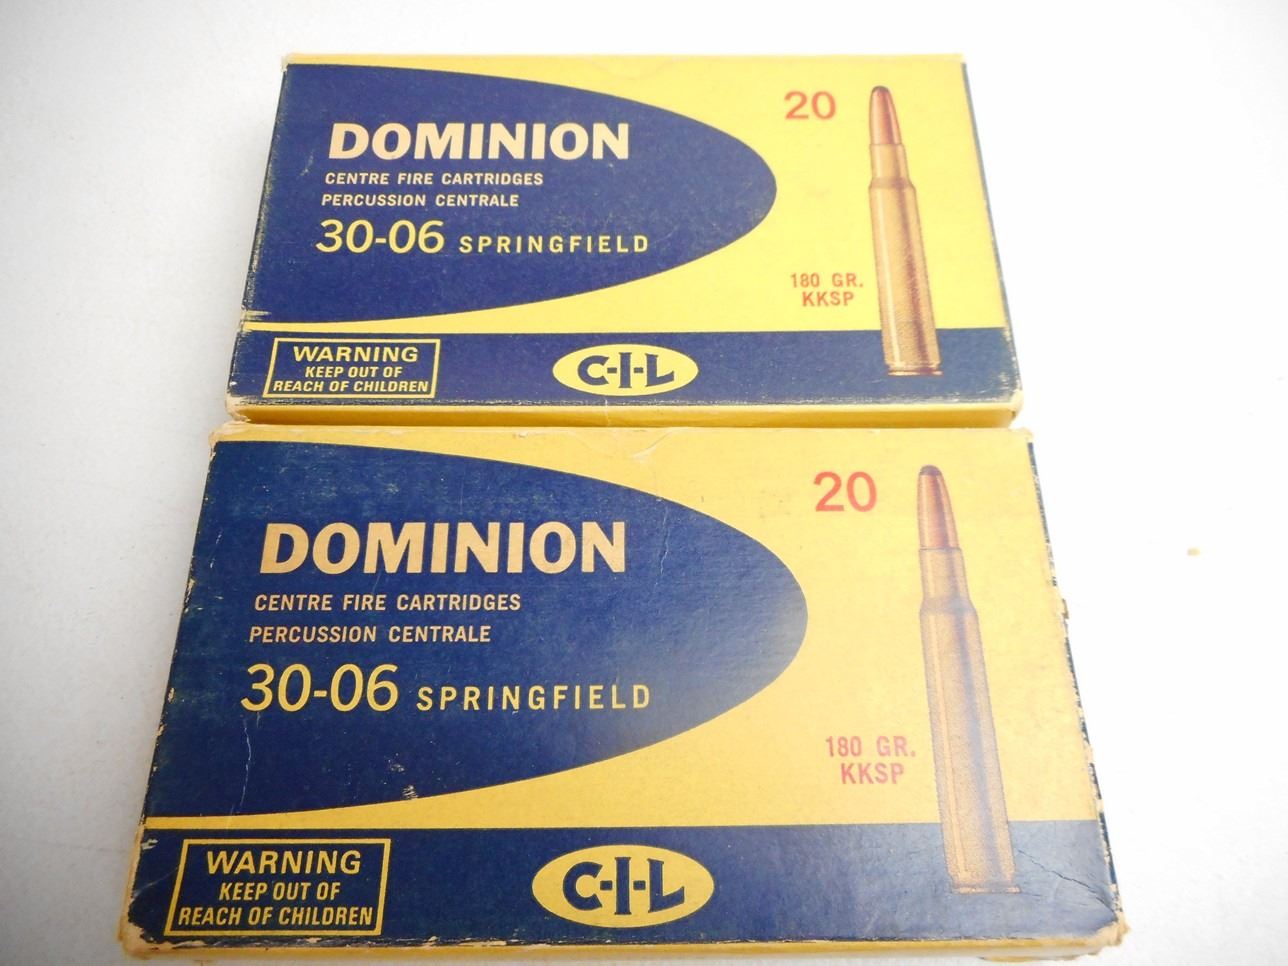 DOMINION
CENTRE FIRE CARTRIDGES
PERCUSSION CENTRALE
30-06 SPRINGFIELD
20
180 GR.
KKSP
WARNING
KEEP OUT OF
REACH OF CHILDREN
C-I-L
DOMINION
CENTRE FIRE CARTRIDGES
PERCUSSION CENTRALE
30-06 SPRINGFIELD
20
180 GR.
KKSP
WARNING
KEEP OUT OF
REACH OF CHILDREN
C-I-L